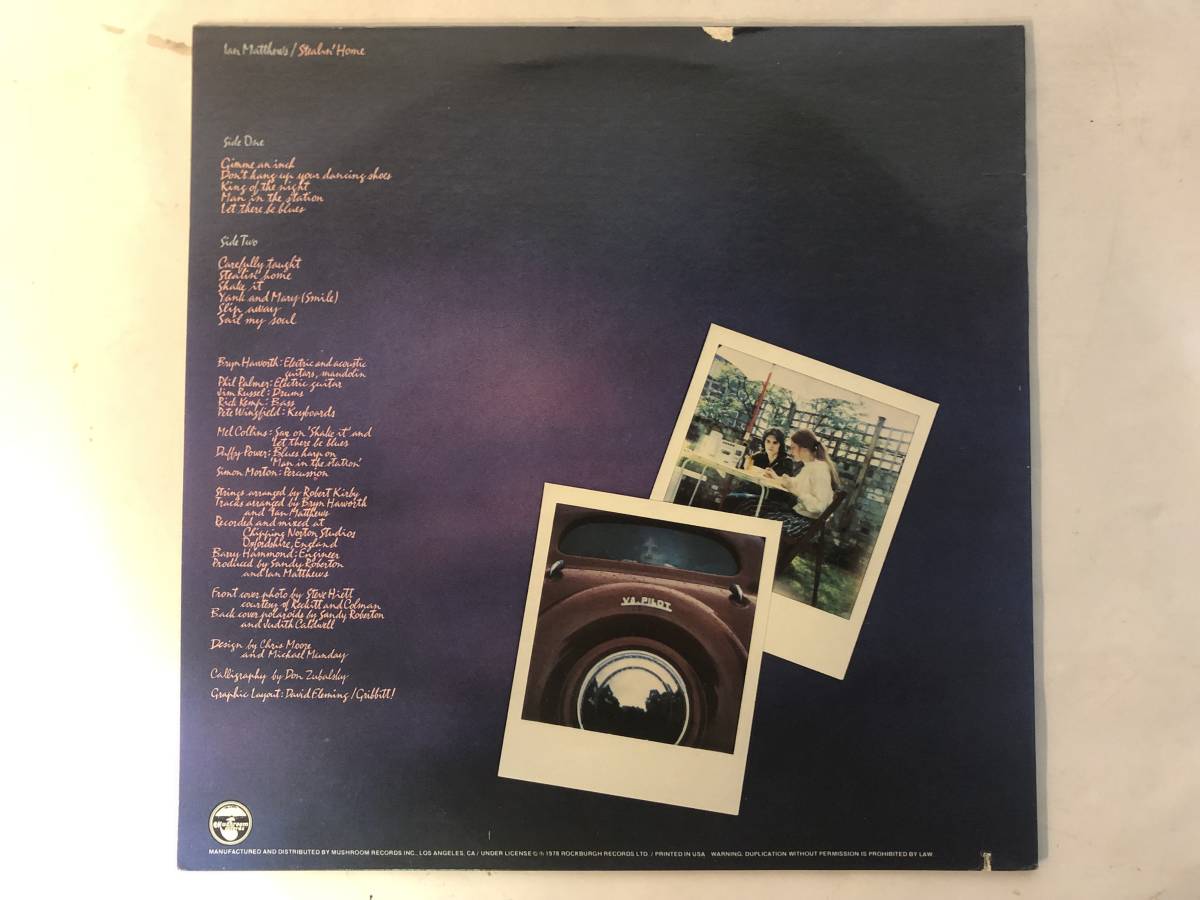 Ian Matthews / Stealin' Home
Side One
Gimme an inch
Don't hang up your dancing shoes
King of the night
Man in the station
Let there be blues
Side Two
Carefully taught
Stealin' home
Shake it
Yank and Mary (Smile)
Slip away
Sail my soul
Bryn Haworth: Electric and acoustic
guitars, mandolin
Phil Palmer: Electric guitar
Jim Russel: Drums
Rick Kemp: Bass
Pete Wingfield: Keyboards
Mel Collins: Sax on 'Shake it' and
'Let there be blues
Duffy Power: Blues harp on
'Man in the station'
Simon Morton: Percussion
Strings arranged by Robert Kirby
Tracks arranged by Bryn Haworth
and Ian Matthews
Recorded and mixed at
Chipping Norton Studios
Oxfordshire, England
Barry Hammond: Engineer
Produced by Sandy Roberton
and Ian Matthews
Front cover photo by Steve Hiett
courtesy of Reckitt and Colman
Back cover polaroids by Sandy Roberton
and Judith Caldwell
Design by Chris Moore
and Michael Munday
Calligraphy by Don Zubalsky
Graphic Layout: David Fleming / Gribbitt!
V8 PILOT
Mushroom
MANUFACTURED AND DISTRIBUTED BY MUSHROOM RECORDS INC., LOS ANGELES, CA / UNDER LICENSE © ℗ 1978 ROCKBURGH RECORDS LTD. / PRINTED IN USA WARNING: DUPLICATION WITHOUT PERMISSION IS PROHIBITED BY LAW